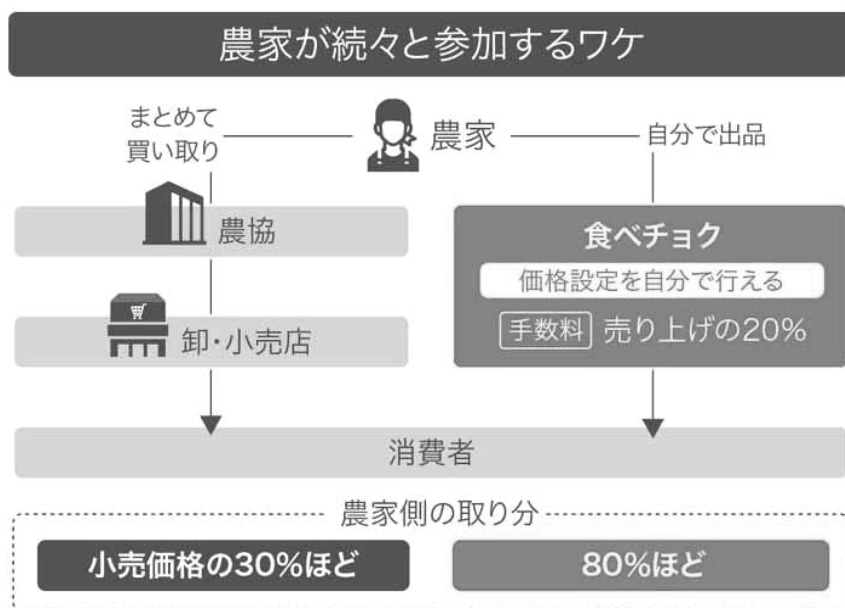 農家が続々と参加するワケ
まとめて
買い取り
農家
自分で出品
農協
卸・小売店
食べチョク
価格設定を自分で行える
手数料 売り上げの20%
消費者
農家側の取り分
小売価格の30%ほど
80%ほど